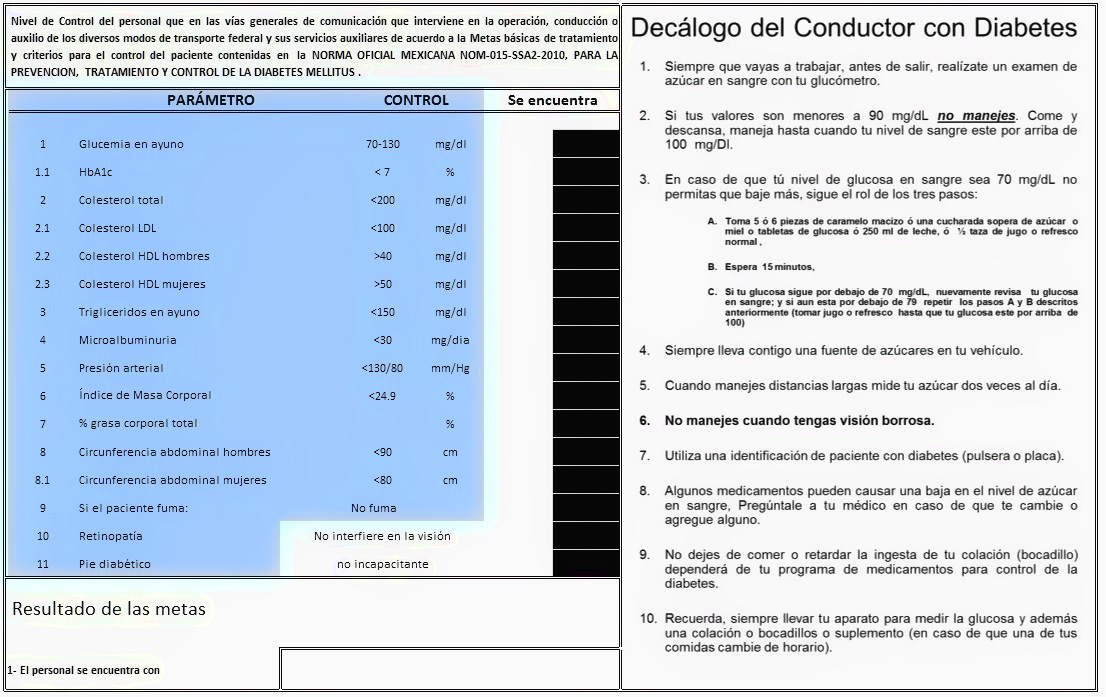 Nivel de Control del personal que en las vías generales de comunicación que interviene en la operación, conducción o
auxilio de los diversos modos de transporte federal y sus servicios auxiliares de acuerdo a la Metas básicas de tratamiento
y criterios para el control del paciente contenidas en la NORMA OFICIAL MEXICANA NOM-015-SSA2-2010, PARA LA
PREVENCION, TRATAMIENTO Y CONTROL DE LA DIABETES MELLITUS .
PARÁMETRO CONTROL Se encuentra
1 Glucemia en ayuno 70-130 mg/dl
1.1 HbA1c < 7 %
2 Colesterol total <200 mg/dl
2.1 Colesterol LDL <100 mg/dl
2.2 Colesterol HDL hombres >40 mg/dl
2.3 Colesterol HDL mujeres >50 mg/dl
3 Trigliceridos en ayuno <150 mg/dl
4 Microalbuminuria <30 mg/dia
5 Presión arterial <130/80 mm/Hg
6 Índice de Masa Corporal <24.9 %
7 % grasa corporal total %
8 Circunferencia abdominal hombres <90 cm
8.1 Circunferencia abdominal mujeres <80 cm
9 Si el paciente fuma: No fuma
10 Retinopatía No interfiere en la visión
11 Pie diabético no incapacitante
Resultado de las metas
1- El personal se encuentra con
Decálogo del Conductor con Diabetes
1. Siempre que vayas a trabajar, antes de salir, realízate un examen de
azúcar en sangre con tu glucómetro.
2. Si tus valores son menores a 90 mg/dL no manejes. Come y
descansa, maneja hasta cuando tu nivel de sangre este por arriba de
100 mg/Dl.
3. En caso de que tú nivel de glucosa en sangre sea 70 mg/dL no
permitas que baje más, sigue el rol de los tres pasos:
A. Toma 5 ó 6 piezas de caramelo macizo ó una cucharada sopera de azúcar o
miel o tabletas de glucosa ó 250 ml de leche, ó ½ taza de jugo o refresco
normal ,
B. Espera 15 minutos,
C. Si tu glucosa sigue por debajo de 70 mg/dL, nuevamente revisa tu glucosa
en sangre; y si aun esta por debajo de 79 repetir los pasos A y B descritos
anteriormente (tomar jugo o refresco hasta que tu glucosa este por arriba de
100)
4. Siempre lleva contigo una fuente de azúcares en tu vehículo.
5. Cuando manejes distancias largas mide tu azúcar dos veces al día.
6. No manejes cuando tengas visión borrosa.
7. Utiliza una identificación de paciente con diabetes (pulsera o placa).
8. Algunos medicamentos pueden causar una baja en el nivel de azúcar
en sangre, Pregúntale a tu médico en caso de que te cambie o
agregue alguno.
9. No dejes de comer o retardar la ingesta de tu colación (bocadillo)
dependerá de tu programa de medicamentos para control de la
diabetes.
10. Recuerda, siempre llevar tu aparato para medir la glucosa y además
una colación o bocadillos o suplemento (en caso de que una de tus
comidas cambie de horario).